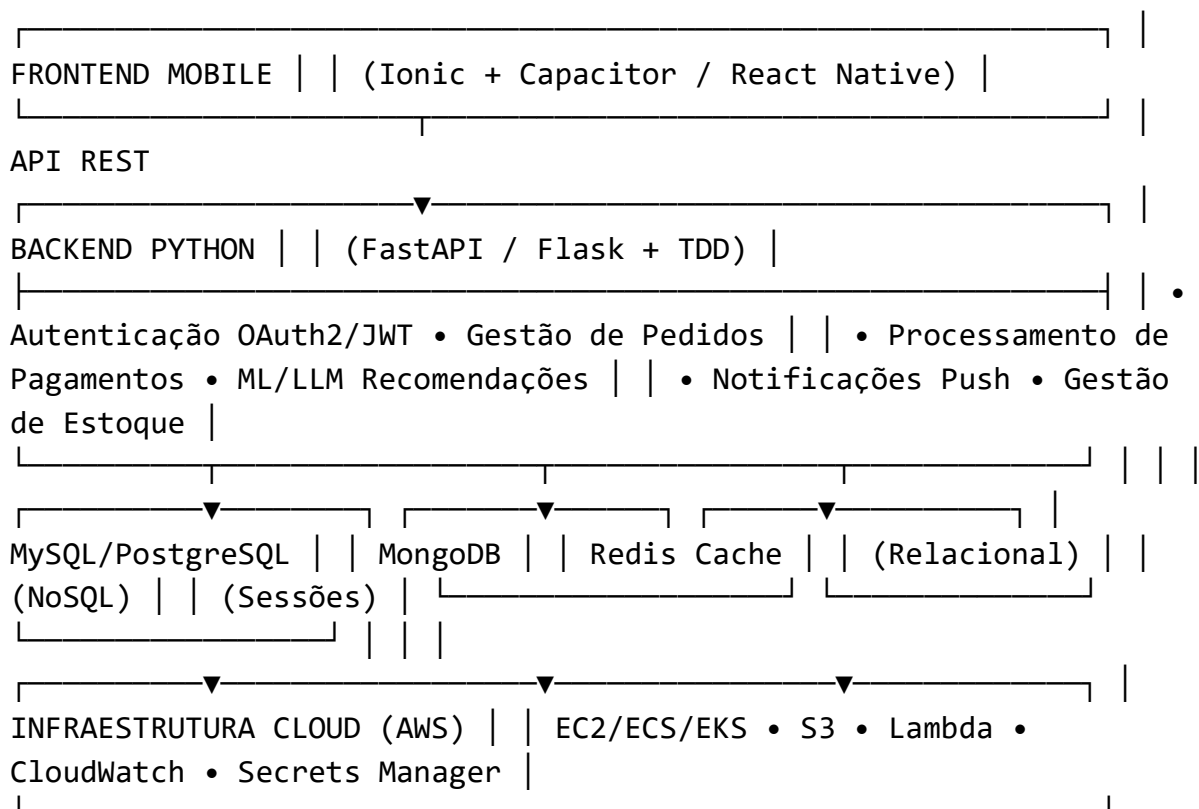 ┌──────────────────────────────────────────────────────┐ │
FRONTEND MOBILE │ │ (Ionic + Capacitor / React Native) │
└────────────────────┬─────────────────────────────────┘ │
API REST
┌────────────────────▼─────────────────────────────────┐ │
BACKEND PYTHON │ │ (FastAPI / Flask + TDD) │
├──────────────────────────────────────────────────────┤ │ •
Autenticação OAuth2/JWT • Gestão de Pedidos │ │ • Processamento de
Pagamentos • ML/LLM Recomendações │ │ • Notificações Push • Gestão
de Estoque │
└─────────┬────────────────┬──────────────┬────────────┘ │ │ │
┌─────────▼───────┐ ┌──────▼──────┐ ┌─────▼─────────┐ │
MySQL/PostgreSQL │ │ MongoDB │ │ Redis Cache │ │ (Relacional) │ │
(NoSQL) │ │ (Sessões) │ └─────────────────┘ └─────────────┘
└───────────────┘ │ │ │
┌─────────▼────────────────▼──────────────▼────────────┐ │
INFRAESTRUTURA CLOUD (AWS) │ │ EC2/ECS/EKS • S3 • Lambda •
CloudWatch • Secrets Manager │